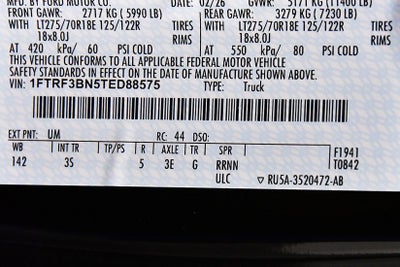 MFD. BY FORD MOTOR CO. DATE: 02/26 GVWR: 5171 KG (11400 LB)
FRONT GAWR: 2717 KG (5990 LB) REAR GAWR: 3279 KG (7230 LB)
WITH LT275/70R18E 125/122R TIRES WITH LT275/70R18E 125/122R TIRES
18x8.0J RIMS 18x8.0J RIMS
AT 420 kPa/ 60 PSI COLD AT 550 kPa/ 80 PSI COLD
THIS VEHICLE CONFORMS TO ALL APPLICABLE FEDERAL MOTOR VEHICLE
SAFETY STANDARDS IN EFFECT ON THE DATE OF MANUFACTURE SHOWN ABOVE.
VIN: 1FTRF3BN5TED88575 TYPE: Truck
EXT PNT: UM RC: 44 DSO:
WB INT TR TP/PS R AXLE TR SPR F1941
142 3S 5 3E G RRNN T0842
ULC ▽ RU5A-3520472-AB